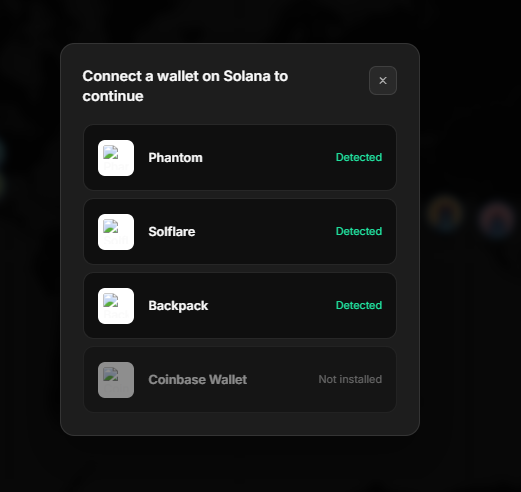 Connect a wallet on Solana to
continue
Phantom
Detected
Solflare
Detected
Backpack
Detected
Coinbase Wallet
Not installed